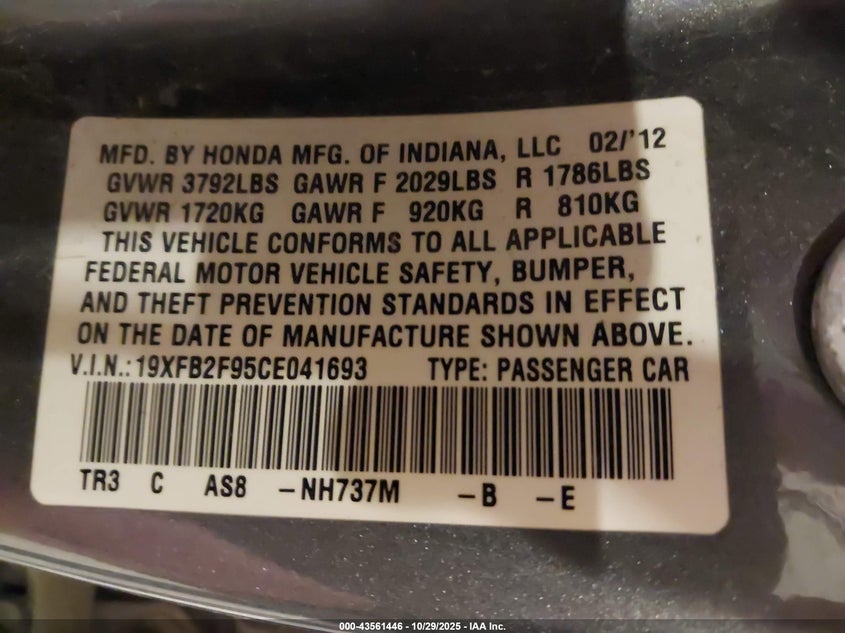 MFD. BY HONDA MFG. OF INDIANA, LLC 02/'12
GVWR 3792LBS GAWR F 2029LBS R 1786LBS
GVWR 1720KG GAWR F 920KG R 810KG
THIS VEHICLE CONFORMS TO ALL APPLICABLE
FEDERAL MOTOR VEHICLE SAFETY, BUMPER,
AND THEFT PREVENTION STANDARDS IN EFFECT
ON THE DATE OF MANUFACTURE SHOWN ABOVE.
V.I.N.: 19XFB2F95CE041693 TYPE: PASSENGER CAR
TR3 C AS8 -NH737M -B -E
000-43561446 - 10/29/2025 - IAA Inc.